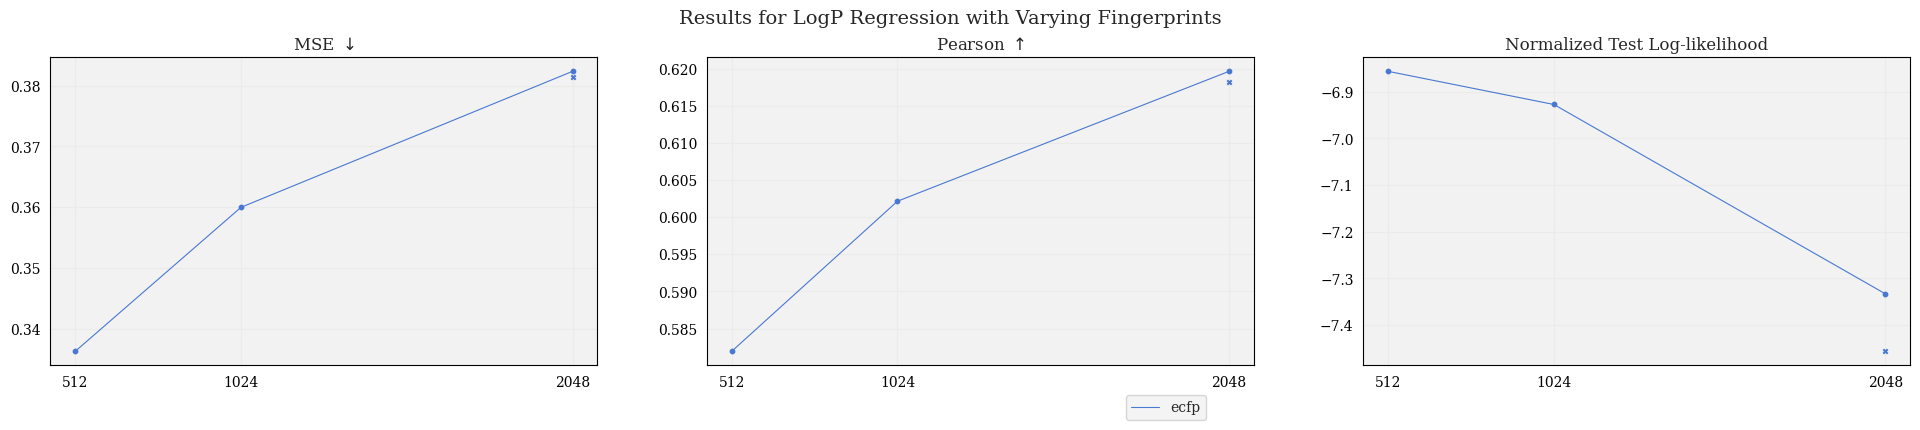 Results for LogP Regression with Varying Fingerprints
MSE ↓
0.38
0.37
0.36
0.35
0.34
512 1024 2048
Pearson ↑
0.620
0.615
0.610
0.605
0.600
0.595
0.590
0.585
512 1024 2048
Normalized Test Log-likelihood
−6.9
−7.0
−7.1
−7.2
−7.3
−7.4
512 1024 2048
ecfp